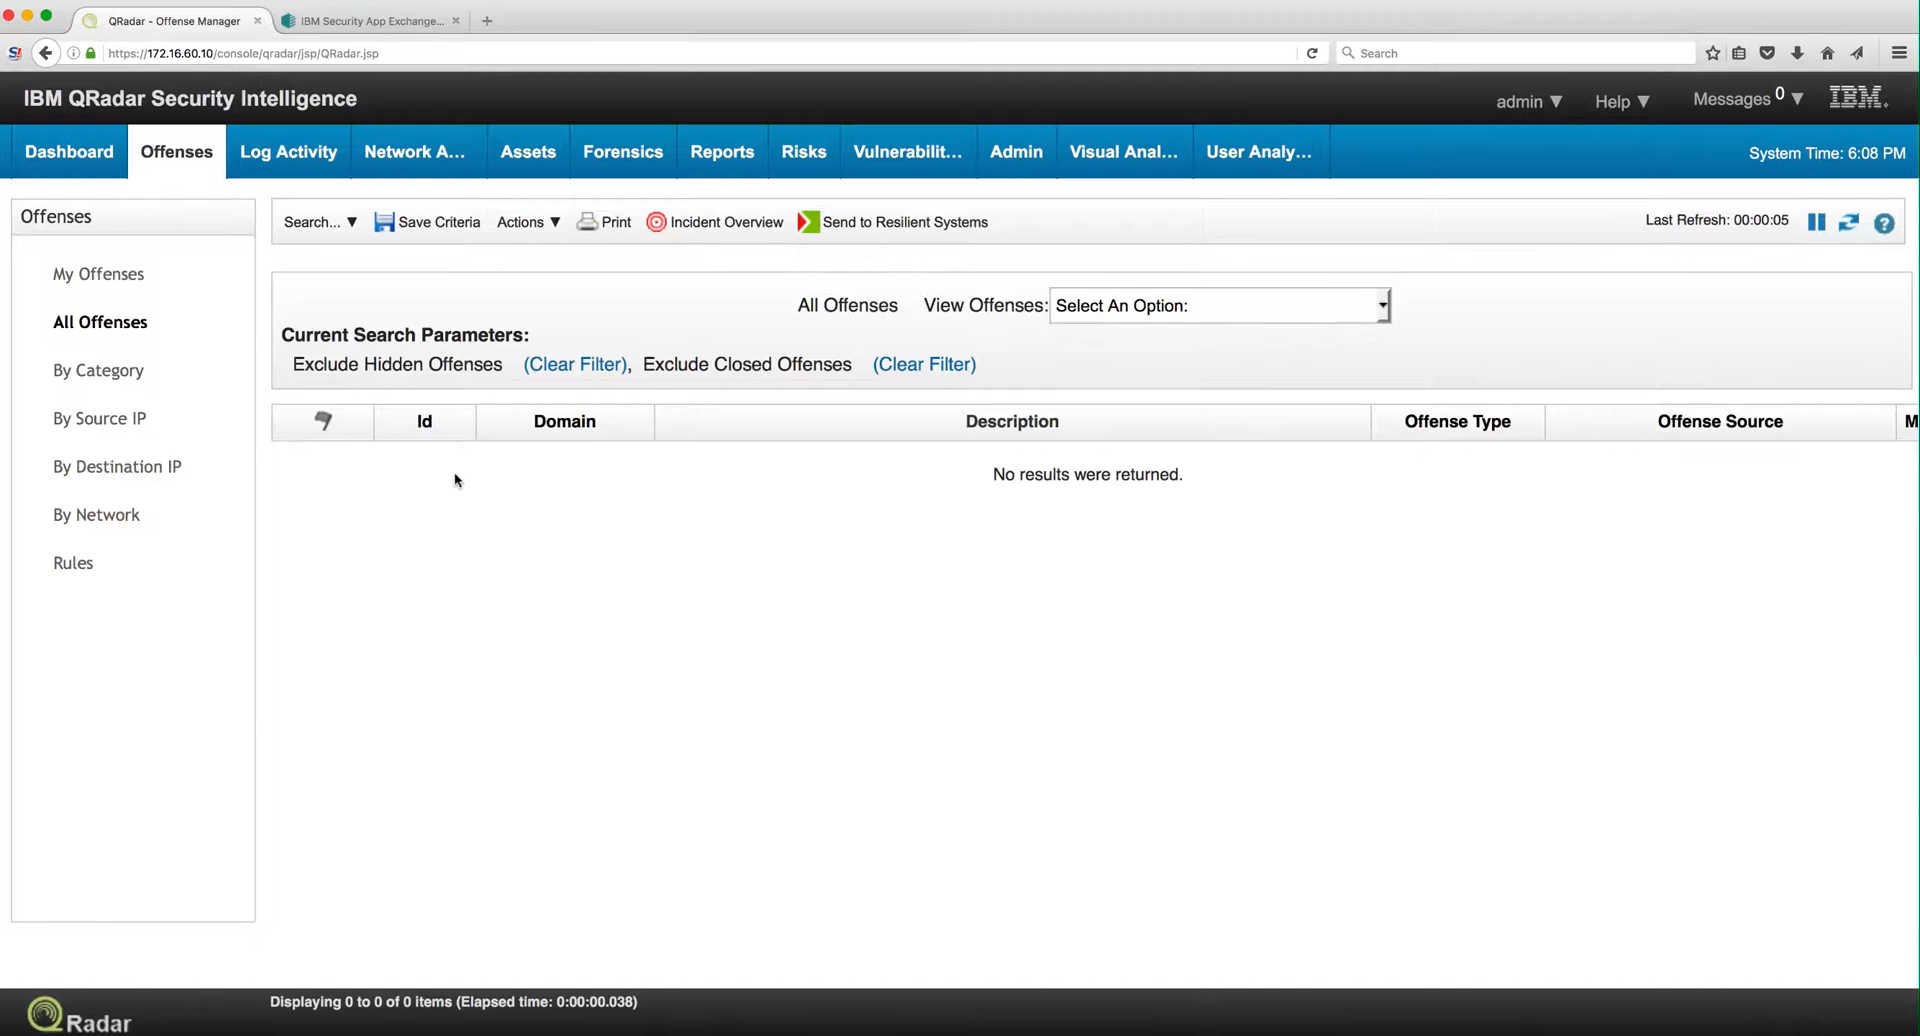 QRadar - Offense Manager × IBM Security App Exchange... × +
https://172.16.60.10/console/qradar/jsp/QRadar.jsp Search
IBM QRadar Security Intelligence admin ▼ Help ▼ Messages 0 ▼ IBM.
Dashboard Offenses Log Activity Network A... Assets Forensics Reports Risks Vulnerabilit... Admin Visual Anal... User Analy... System Time: 6:08 PM
Offenses
My Offenses
All Offenses
By Category
By Source IP
By Destination IP
By Network
Rules
Search... ▼ Save Criteria Actions ▼ Print Incident Overview Send to Resilient Systems Last Refresh: 00:00:05 ?
All Offenses View Offenses: Select An Option:
Current Search Parameters:
Exclude Hidden Offenses (Clear Filter), Exclude Closed Offenses (Clear Filter)
Id Domain Description Offense Type Offense Source M
No results were returned.
Displaying 0 to 0 of 0 items (Elapsed time: 0:00:00.038)
QRadar